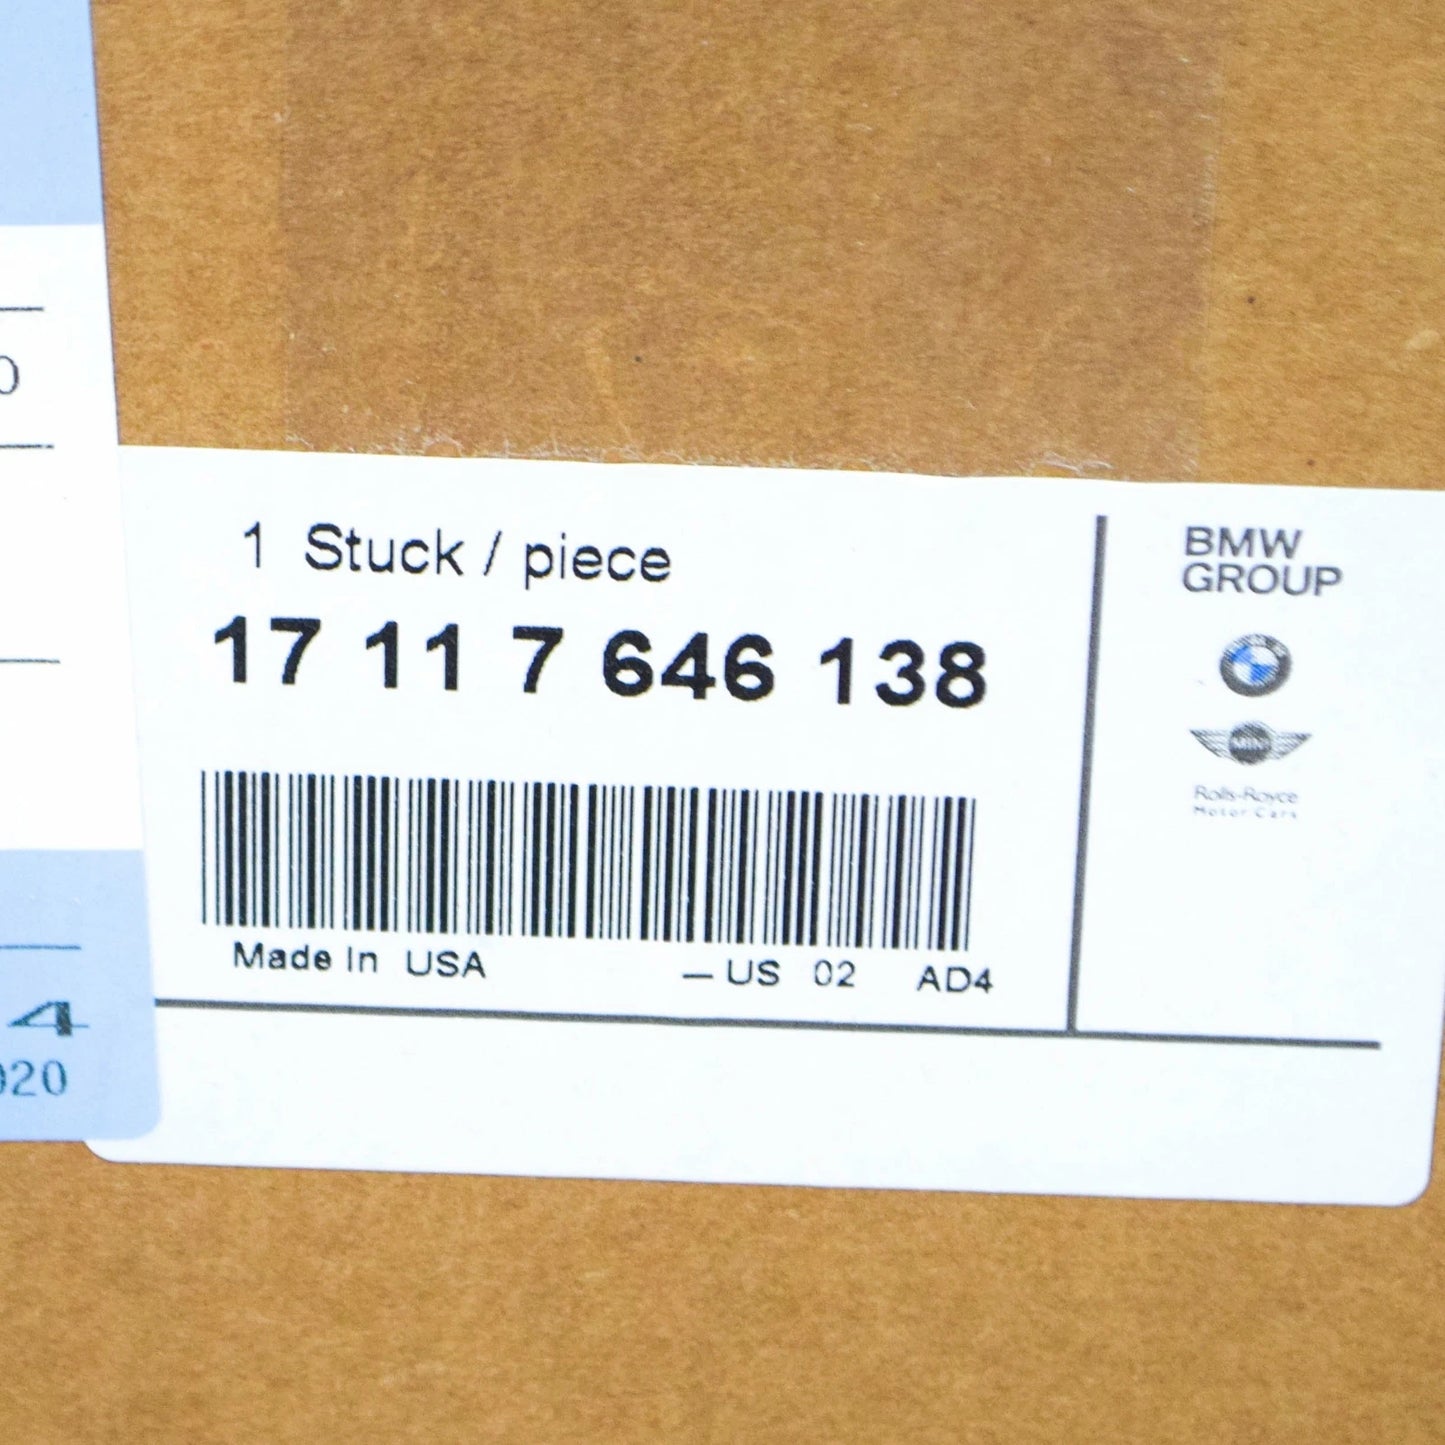 0
4
020
1 Stuck / piece
17 11 7 646 138
Made In USA – US 02 AD4
BMW
GROUP
MINI
Rolls-Royce
Motor Cars